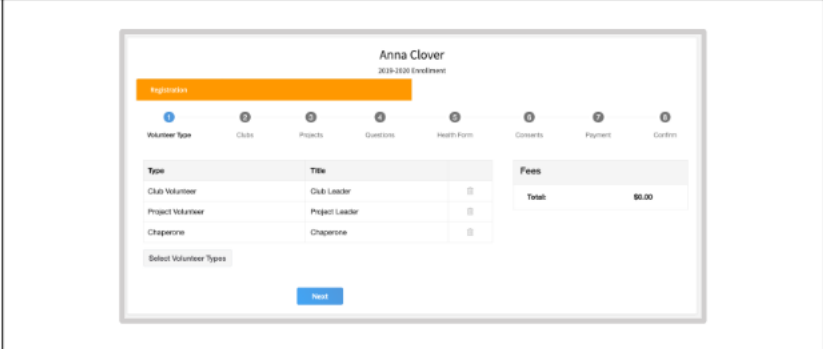 Anna Clover
2019-2020 Enrollment
Registration
1 2 3 4 5 6 7 8
Volunteer Type Clubs Projects Questions Health Form Consents Payment Confirm
Type Title
Club Volunteer Club Leader
Project Volunteer Project Leader
Chaperone Chaperone
Select Volunteer Types
Next
Fees
Total: $0.00